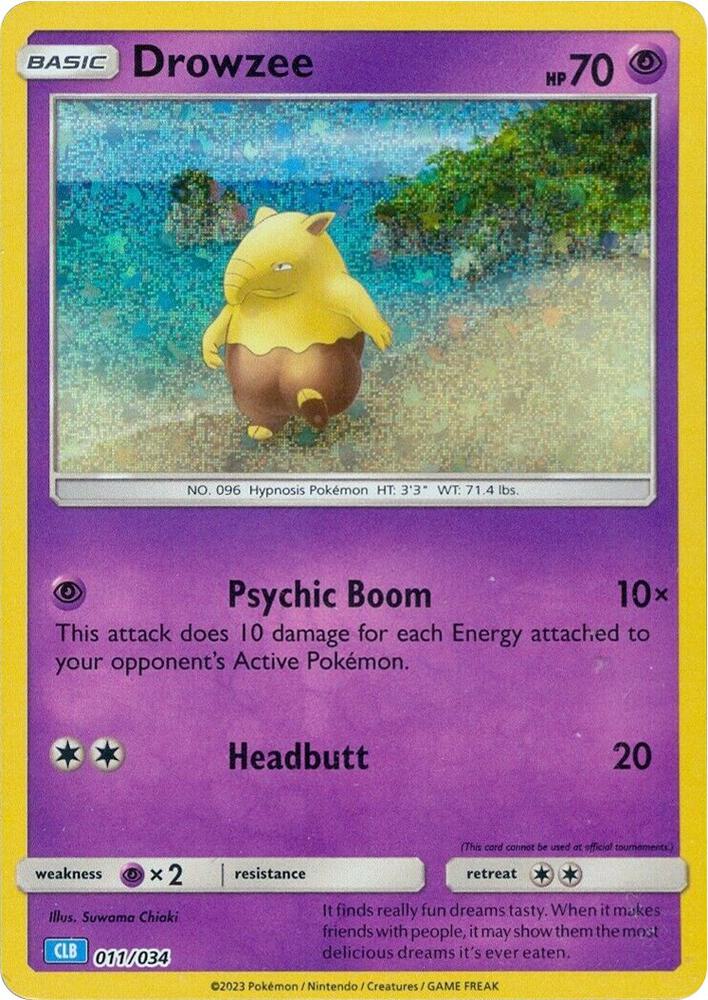 BASIC Drowzee HP70
NO. 096 Hypnosis Pokémon HT: 3'3" WT: 71.4 lbs.
Psychic Boom 10×
This attack does 10 damage for each Energy attached to
your opponent's Active Pokémon.
Headbutt 20
(This card cannot be used at official tournaments.)
weakness ×2 resistance retreat
Illus. Suwama Chiaki
It finds really fun dreams tasty. When it makes
friends with people, it may show them the most
delicious dreams it's ever eaten.
CLB 011/034
©2023 Pokémon / Nintendo / Creatures / GAME FREAK